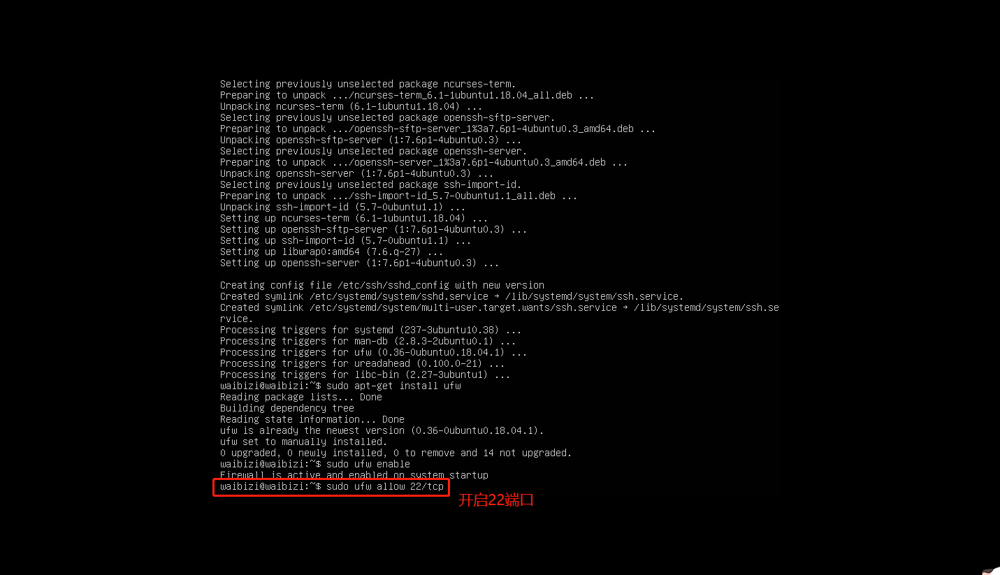 Selecting previously unselected package ncurses-term.
Preparing to unpack .../ncurses-term_6.1-1ubuntu1.18.04_all.deb ...
Unpacking ncurses-term (6.1-1ubuntu1.18.04) ...
Selecting previously unselected package openssh-sftp-server.
Preparing to unpack .../openssh-sftp-server_1%3a7.6p1-4ubuntu0.3_amd64.deb ...
Unpacking openssh-sftp-server (1:7.6p1-4ubuntu0.3) ...
Selecting previously unselected package openssh-server.
Preparing to unpack .../openssh-server_1%3a7.6p1-4ubuntu0.3_amd64.deb ...
Unpacking openssh-server (1:7.6p1-4ubuntu0.3) ...
Selecting previously unselected package ssh-import-id.
Preparing to unpack .../ssh-import-id_5.7-0ubuntu1.1_all.deb ...
Unpacking ssh-import-id (5.7-0ubuntu1.1) ...
Setting up ncurses-term (6.1-1ubuntu1.18.04) ...
Setting up openssh-sftp-server (1:7.6p1-4ubuntu0.3) ...
Setting up ssh-import-id (5.7-0ubuntu1.1) ...
Setting up libwrap0:amd64 (7.6.q-27) ...
Setting up openssh-server (1:7.6p1-4ubuntu0.3) ...
Creating config file /etc/ssh/sshd_config with new version
Created symlink /etc/systemd/system/sshd.service → /lib/systemd/system/ssh.service.
Created symlink /etc/systemd/system/multi-user.target.wants/ssh.service → /lib/systemd/system/ssh.se
rvice.
Processing triggers for systemd (237-3ubuntu10.38) ...
Processing triggers for man-db (2.8.3-2ubuntu0.1) ...
Processing triggers for ufw (0.36-0ubuntu0.18.04.1) ...
Processing triggers for ureadahead (0.100.0-21) ...
Processing triggers for libc-bin (2.27-3ubuntu1) ...
waibizi@waibizi:~$ sudo apt-get install ufw
Reading package lists... Done
Building dependency tree
Reading state information... Done
ufw is already the newest version (0.36-0ubuntu0.18.04.1).
ufw set to manually installed.
0 upgraded, 0 newly installed, 0 to remove and 14 not upgraded.
waibizi@waibizi:~$ sudo ufw enable
Firewall is active and enabled on system startup
waibizi@waibizi:~$ sudo ufw allow 22/tcp
开启22端口